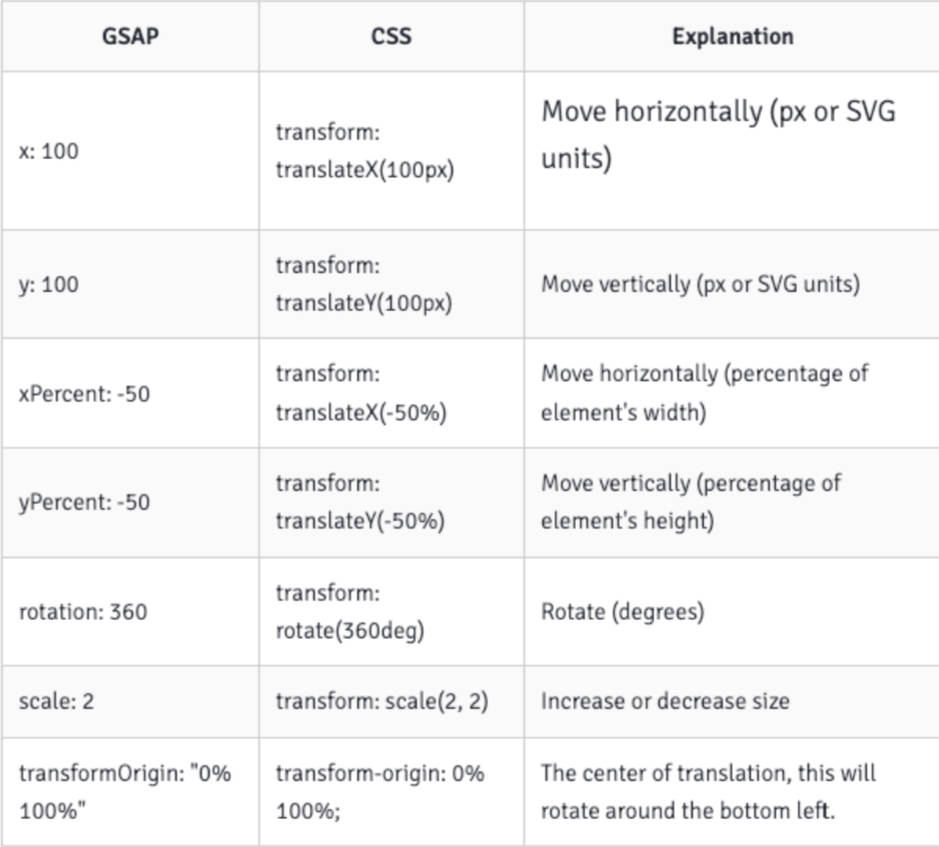 GSAP CSS Explanation
x: 100
transform:
translateX(100px)
Move horizontally (px or SVG
units)
y: 100
transform:
translateY(100px)
Move vertically (px or SVG units)
xPercent: -50
transform:
translateX(-50%)
Move horizontally (percentage of
element's width)
yPercent: -50
transform:
translateY(-50%)
Move vertically (percentage of
element's height)
rotation: 360
transform:
rotate(360deg)
Rotate (degrees)
scale: 2
transform: scale(2, 2)
Increase or decrease size
transformOrigin: "0%
100%"
transform-origin: 0%
100%;
The center of translation, this will
rotate around the bottom left.